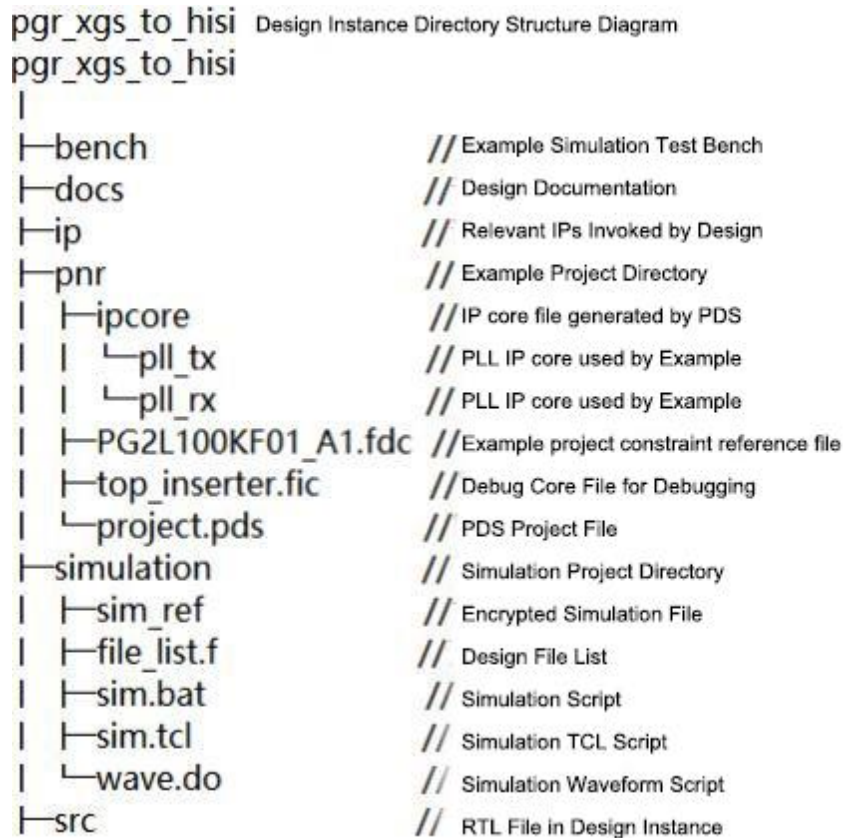 pgr_xgs_to_hisi Design Instance Directory Structure Diagram
pgr_xgs_to_hisi
|
├─bench // Example Simulation Test Bench
├─docs // Design Documentation
├─ip // Relevant IPs Invoked by Design
├─pnr // Example Project Directory
| ├─ipcore // IP core file generated by PDS
| | └─pll_tx // PLL IP core used by Example
| | └─pll_rx // PLL IP core used by Example
| ├─PG2L100KF01_A1.fdc // Example project constraint reference file
| ├─top_inserter.fic // Debug Core File for Debugging
| └─project.pds // PDS Project File
├─simulation // Simulation Project Directory
| ├─sim_ref // Encrypted Simulation File
| ├─file_list.f // Design File List
| ├─sim.bat // Simulation Script
| ├─sim.tcl // Simulation TCL Script
| └─wave.do // Simulation Waveform Script
├─src // RTL File in Design Instance